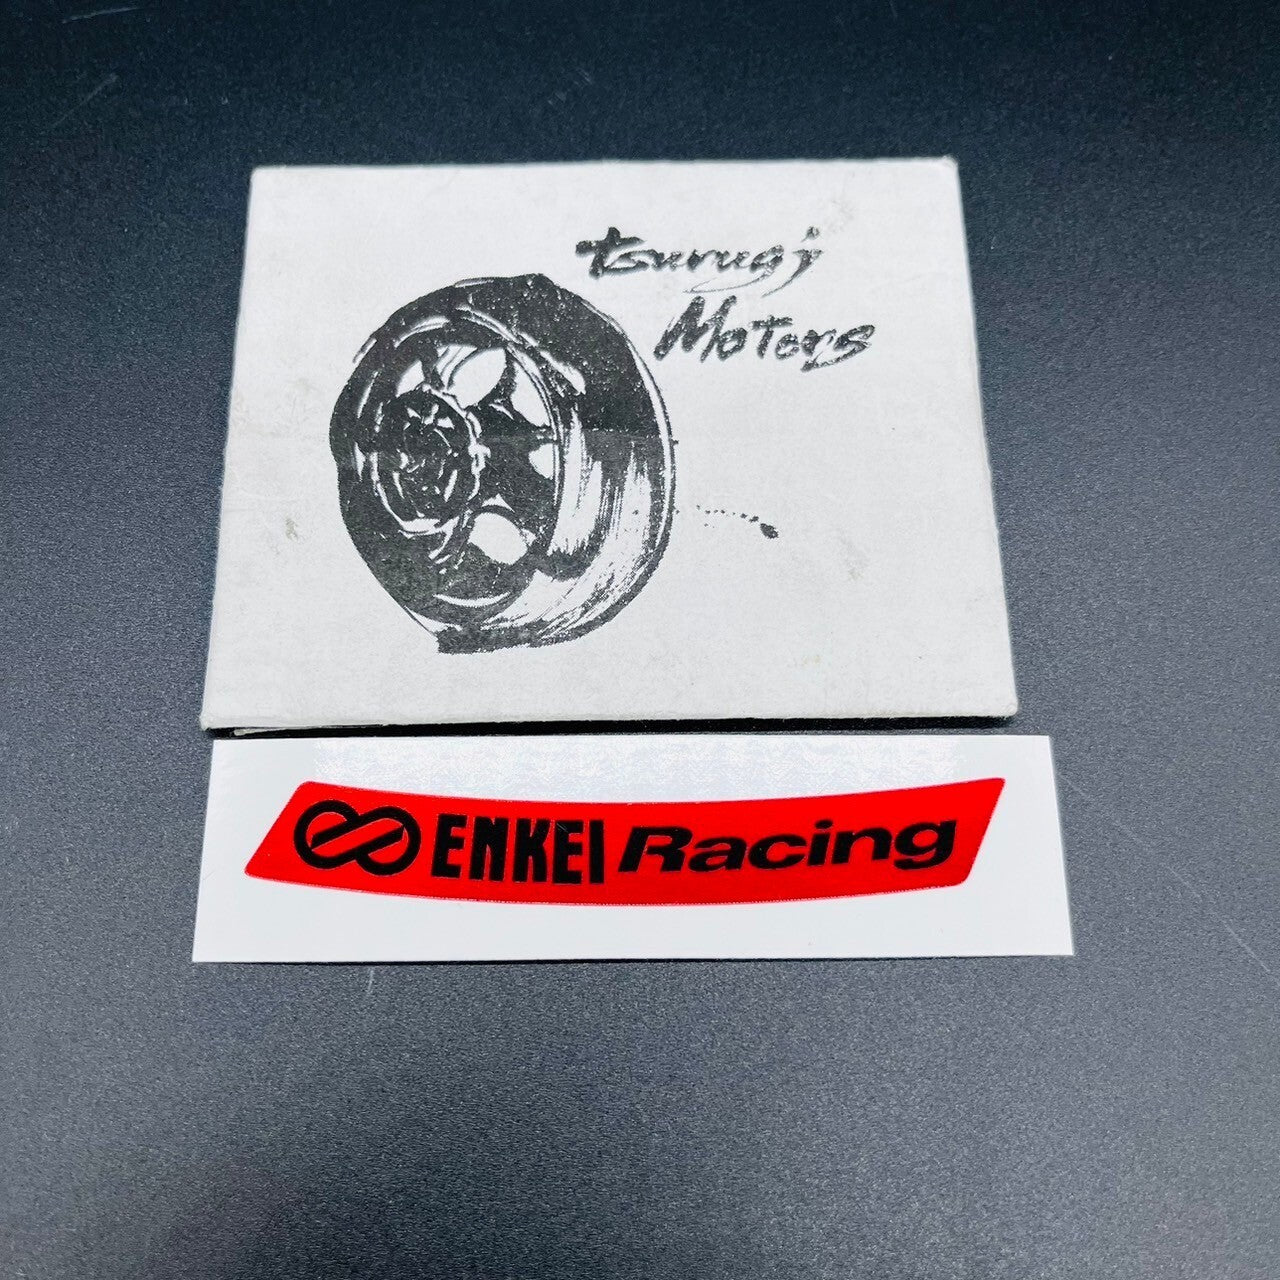 tsurugi
Motors
ENKEI Racing